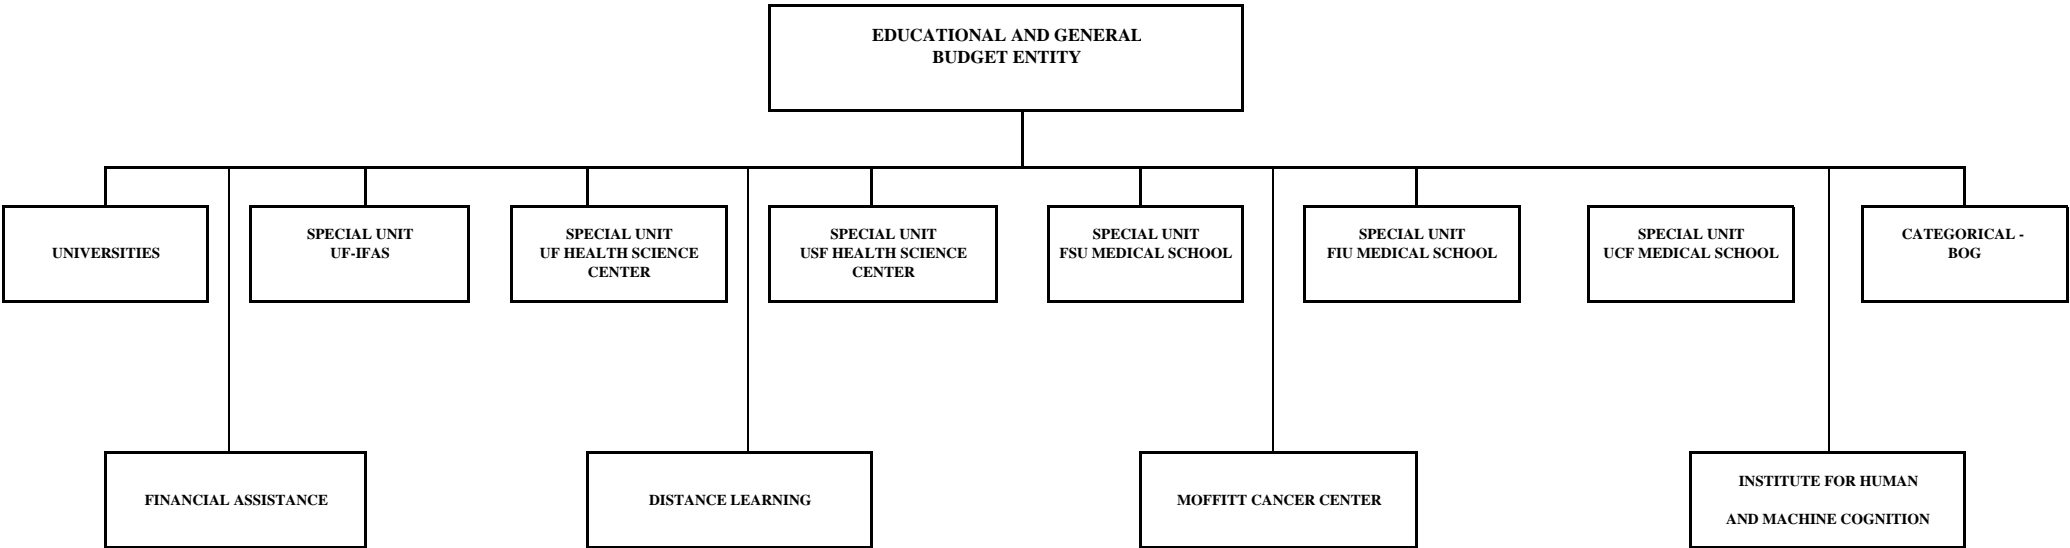 EDUCATIONAL AND GENERAL
BUDGET ENTITY
UNIVERSITIES
SPECIAL UNIT
UF-IFAS
SPECIAL UNIT
UF HEALTH SCIENCE
CENTER
SPECIAL UNIT
USF HEALTH SCIENCE
CENTER
SPECIAL UNIT
FSU MEDICAL SCHOOL
SPECIAL UNIT
FIU MEDICAL SCHOOL
SPECIAL UNIT
UCF MEDICAL SCHOOL
CATEGORICAL -
BOG
FINANCIAL ASSISTANCE
DISTANCE LEARNING
MOFFITT CANCER CENTER
INSTITUTE FOR HUMAN
AND MACHINE COGNITION